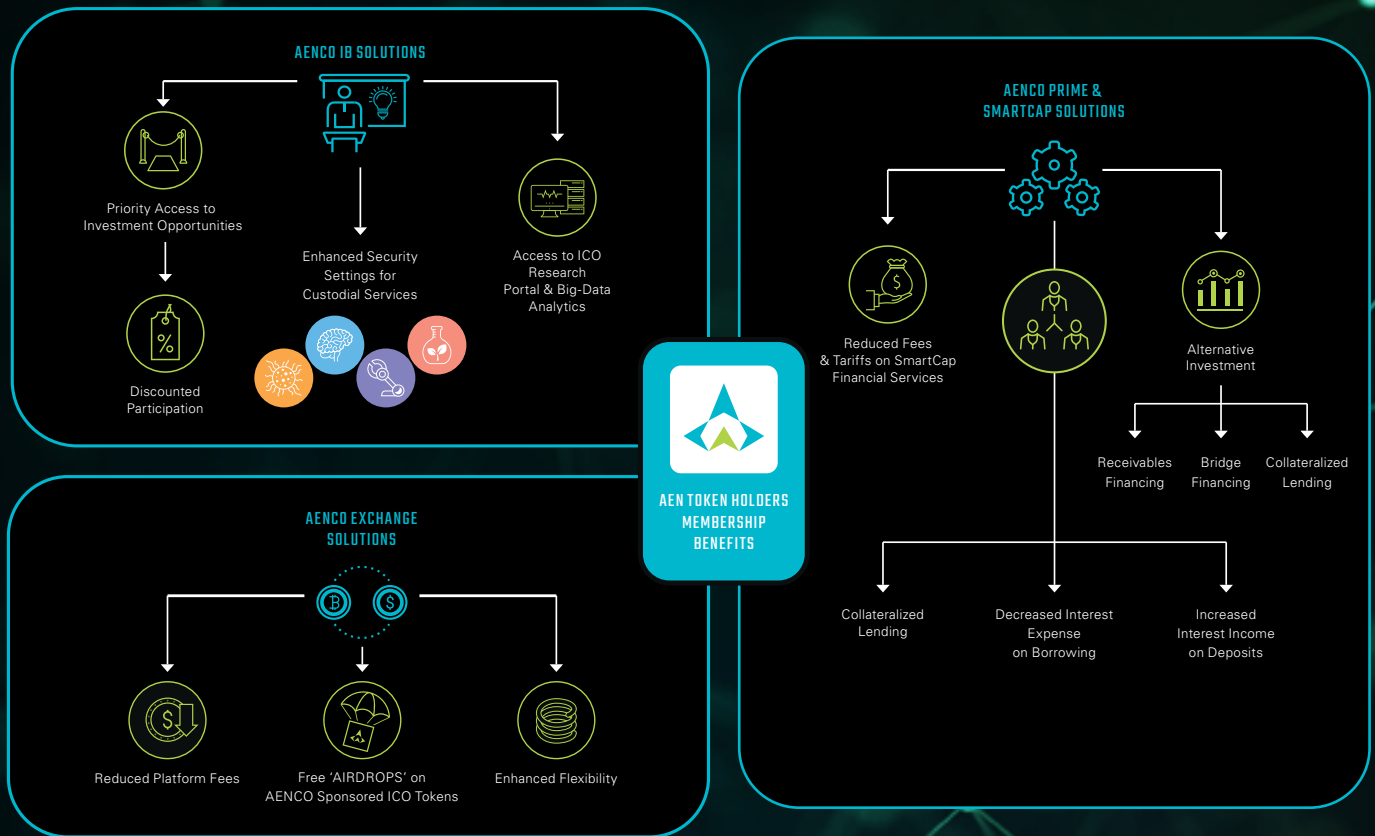 AENCO IB SOLUTIONS
Priority Access to
Investment Opportunities
Discounted
Participation
%
Enhanced Security
Settings for
Custodial Services
Access to ICO
Research
Portal & Big-Data
Analytics
AENCO EXCHANGE
SOLUTIONS
B
$
$
Reduced Platform Fees
Free ‘AIRDROPS’ on
AENCO Sponsored ICO Tokens
Enhanced Flexibility
AEN TOKEN HOLDERS
MEMBERSHIP
BENEFITS
AENCO PRIME &
SMARTCAP SOLUTIONS
$
Reduced Fees
& Tariffs on SmartCap
Financial Services
Alternative
Investment
Receivables
Financing
Bridge
Financing
Collateralized
Lending
Collateralized
Lending
Decreased Interest
Expense
on Borrowing
Increased
Interest Income
on Deposits